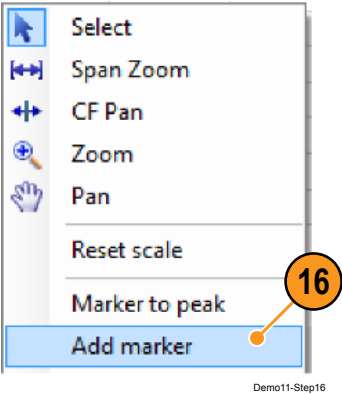 Select
Span Zoom
CF Pan
Zoom
Pan
Reset scale
16
Marker to peak
Add marker
Demo11-Step16